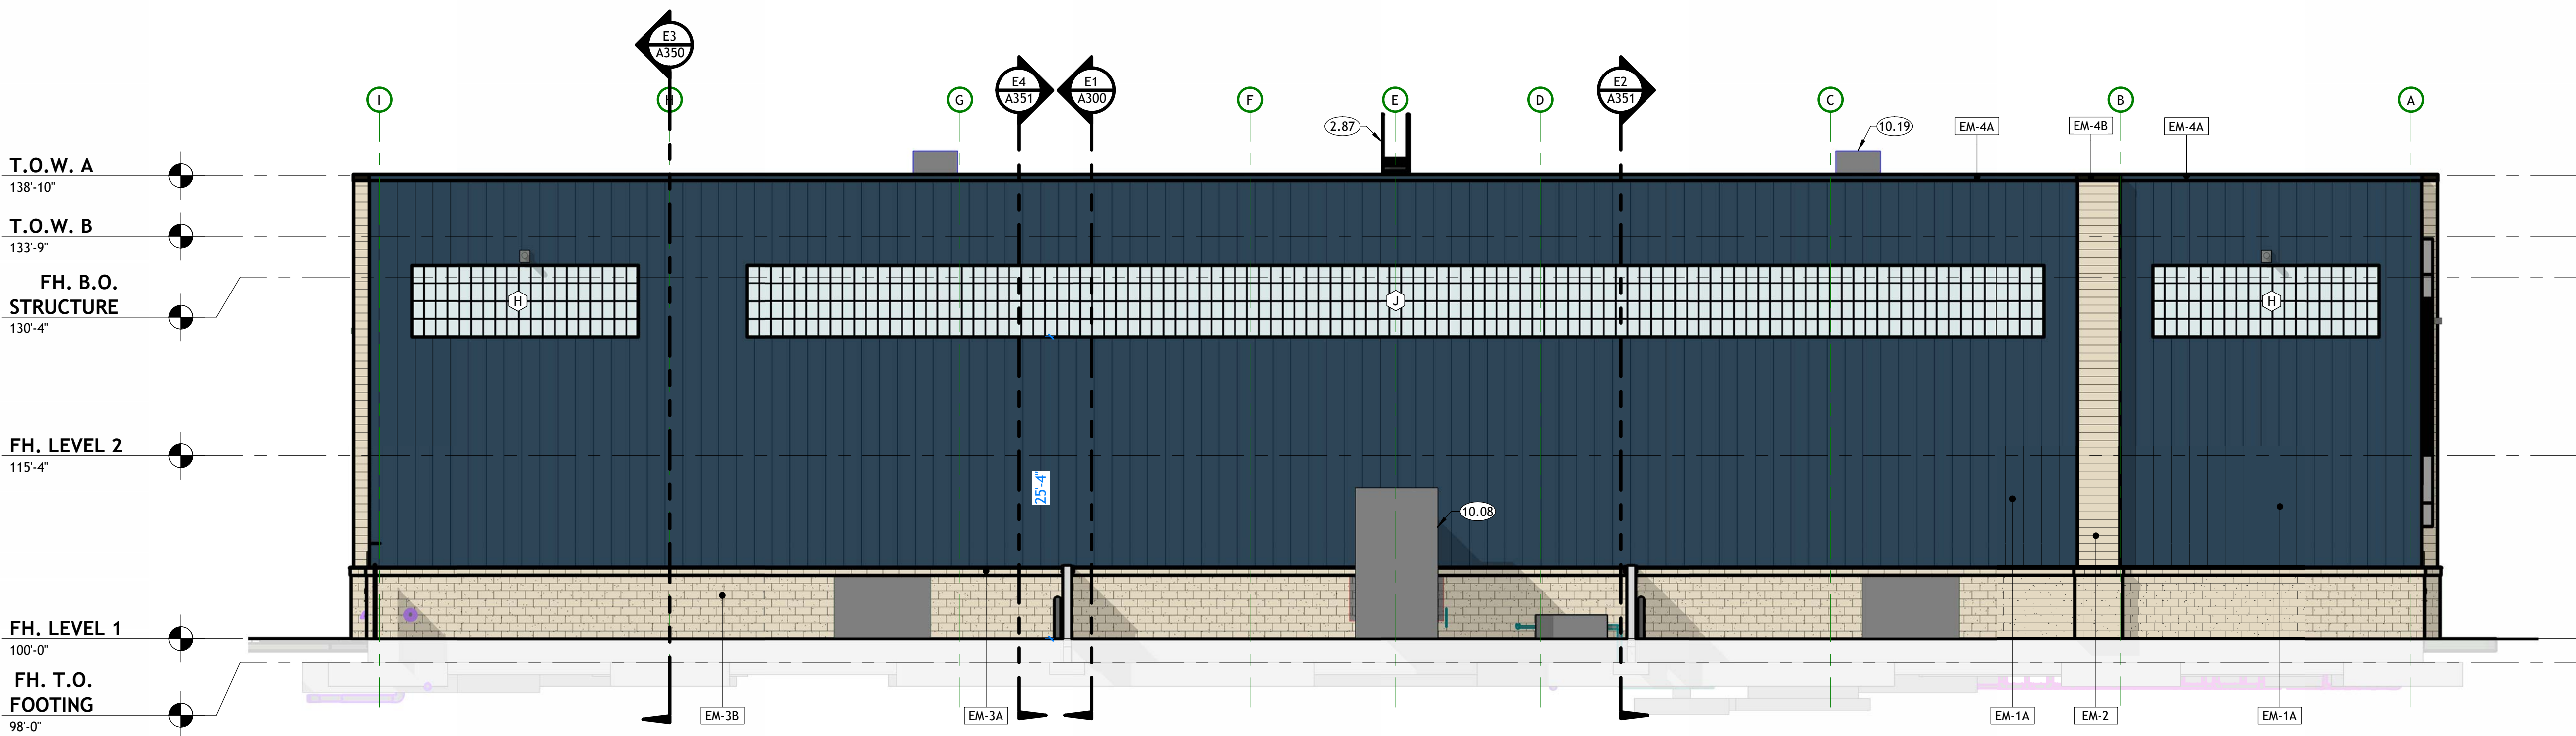 E3
A350
E4
A351
E1
A300
E2
A351
I
H
G
F
E
D
C
B
A
2.87
10.19
EM-4A
EM-4B
EM-4A
T.O.W. A
138'-10"
T.O.W. B
133'-9"
FH. B.O.
STRUCTURE
130'-4"
H
J
H
FH. LEVEL 2
115'-4"
25'-4"
10.08
FH. LEVEL 1
100'-0"
FH. T.O.
FOOTING
98'-0"
EM-3B
EM-3A
EM-1A
EM-2
EM-1A